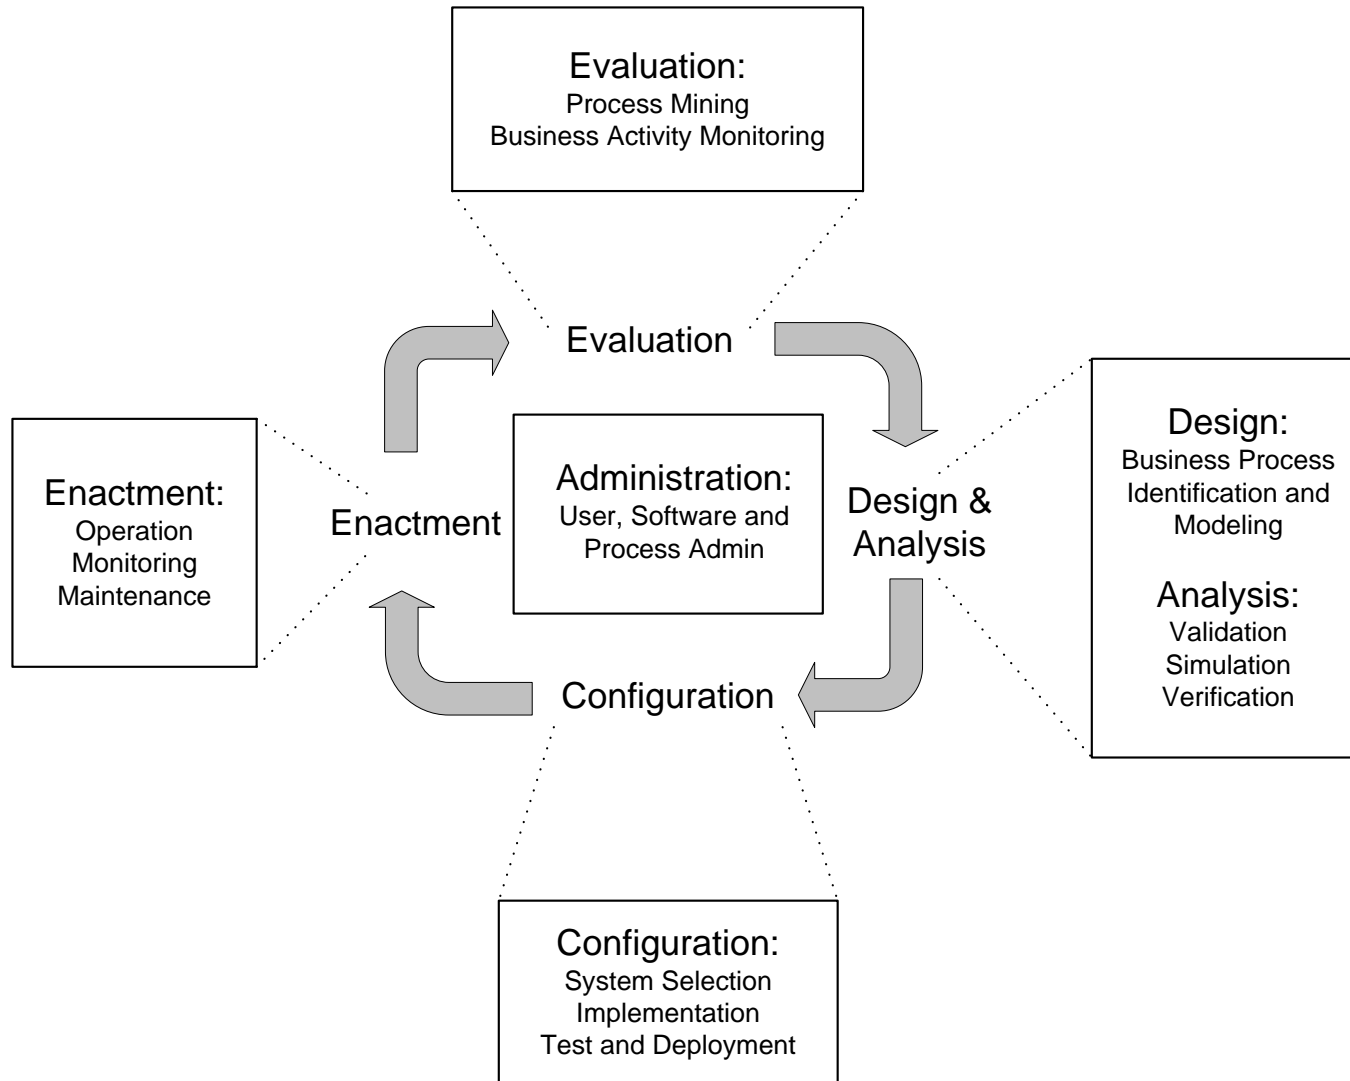 Evaluation:
Process Mining
Business Activity Monitoring
Evaluation
Enactment:
Operation
Monitoring
Maintenance
Enactment
Administration:
User, Software and
Process Admin
Design &
Analysis
Design:
Business Process
Identification and
Modeling
Analysis:
Validation
Simulation
Verification
Configuration
Configuration:
System Selection
Implementation
Test and Deployment